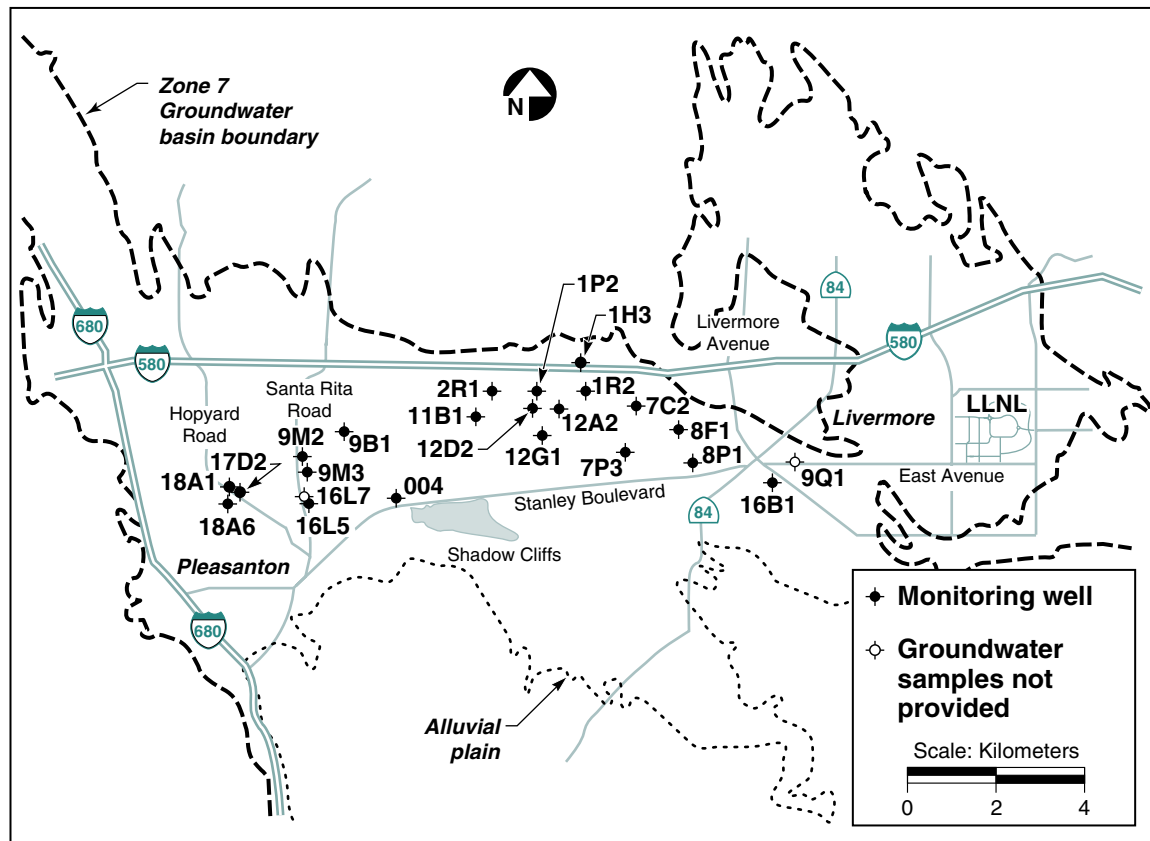 Zone 7
Groundwater
basin boundary
N
1P2
1H3
84
680
580
Livermore
Avenue
580
2R1
1R2
Santa Rita
Road
7C2
Hopyard
Road
11B1
12A2
Livermore
LLNL
9M2
9B1
12D2
8F1
17D2
9M3
12G1
7P3
8P1
9Q1
East Avenue
18A1
16L7
004
Stanley Boulevard
16B1
18A6
16L5
84
Shadow Cliffs
Pleasanton
680
Monitoring well
Groundwater
samples not
provided
Alluvial
plain
Scale: Kilometers
0 2 4